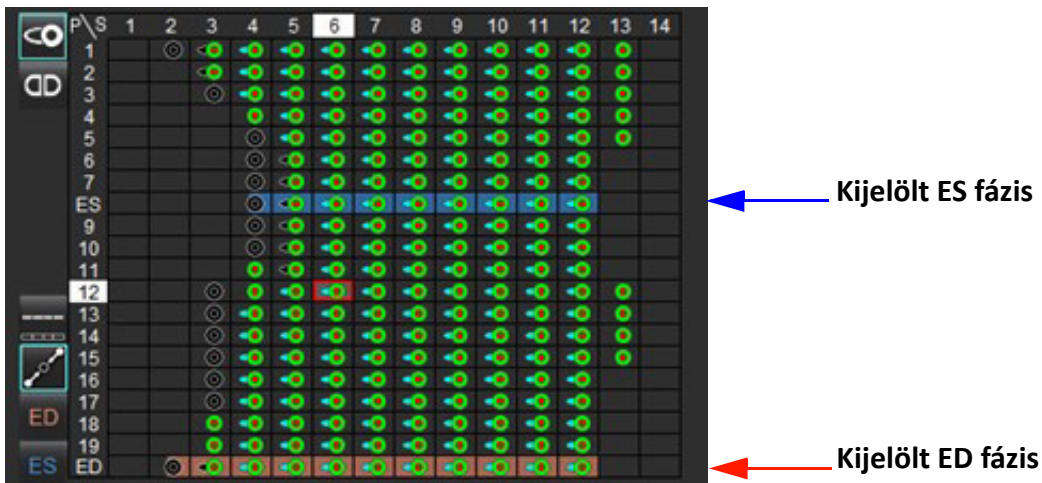 P\S 1 2 3 4 5 6 7 8 9 10 11 12 13 14
1
2
3
4
5
6
7
ES
Kijelölt ES fázis
9
10
11
12
13
14
15
16
17
ED
18
19
ES
ED
Kijelölt ED fázis